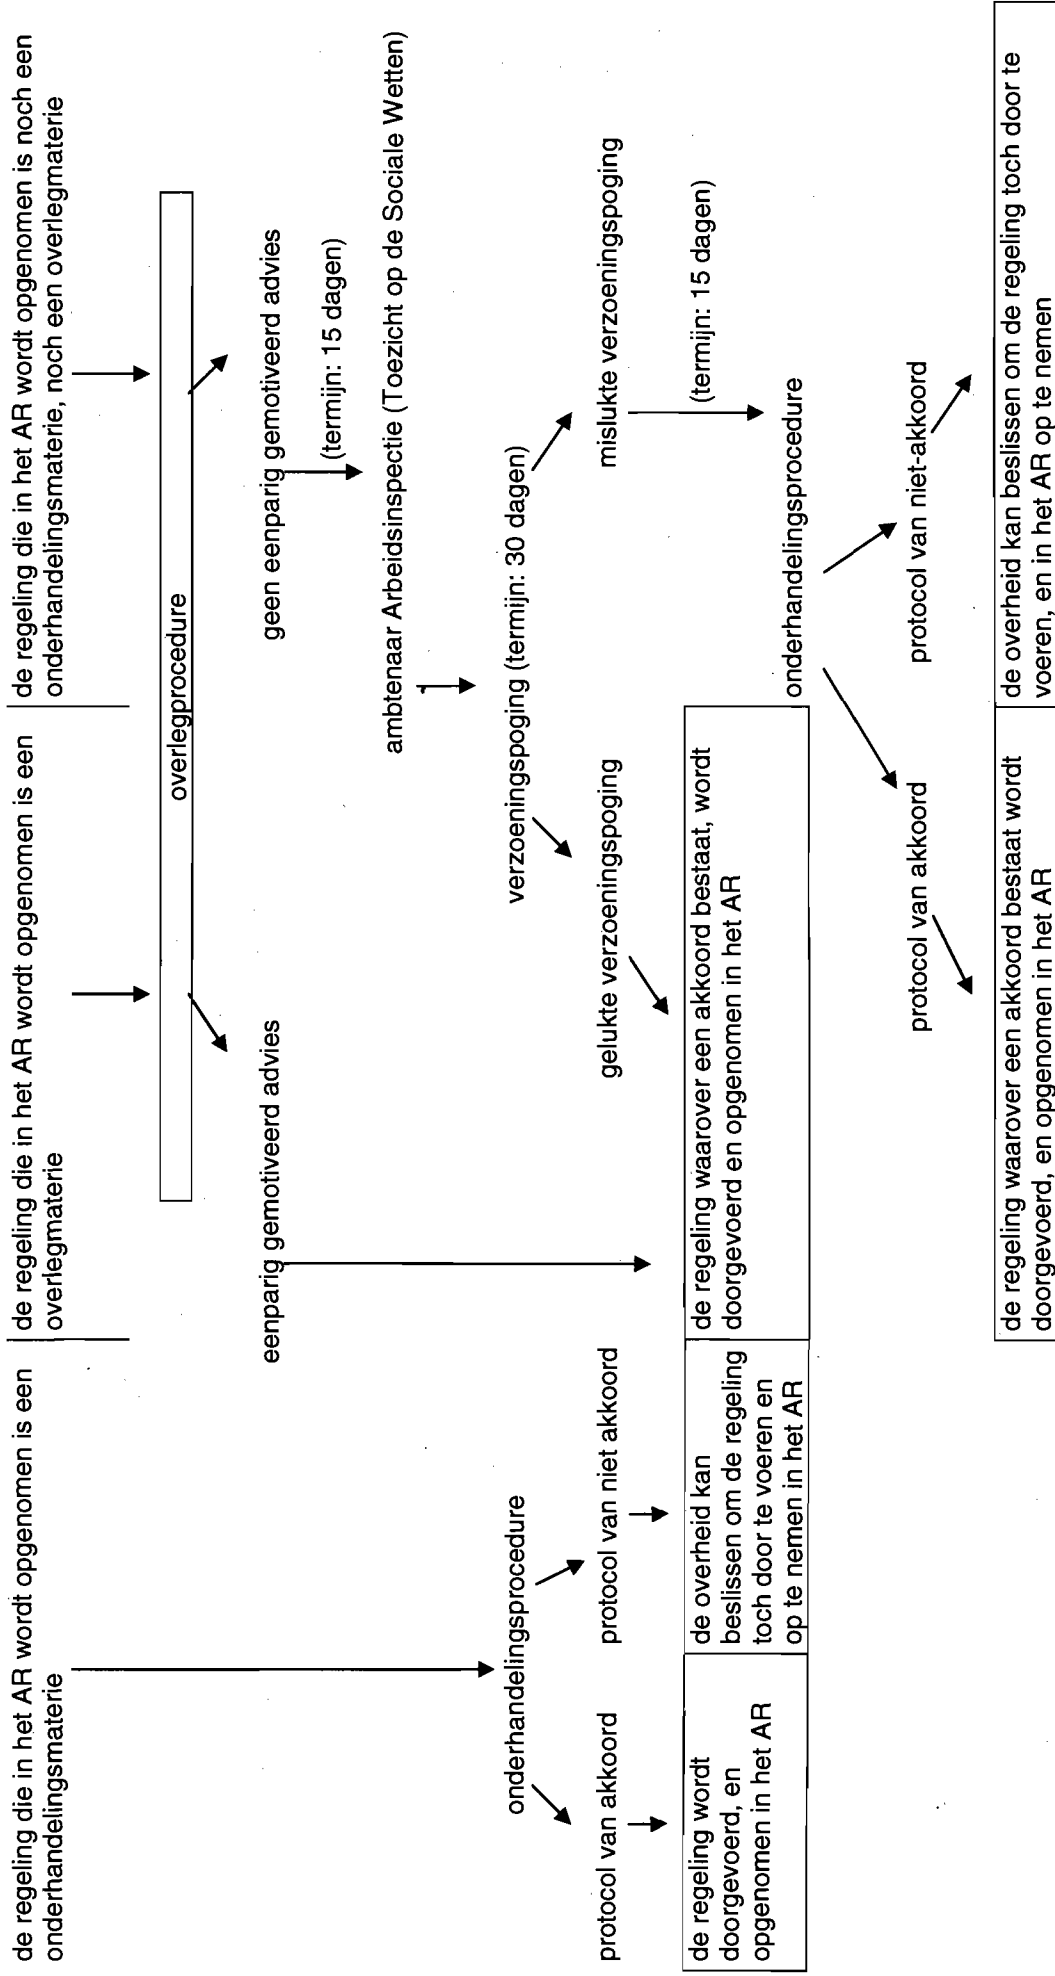 de regeling die in het AR wordt opgenomen is een
onderhandelingsmaterie
de regeling die in het AR wordt opgenomen is een
overlegmaterie
de regeling die in het AR wordt opgenomen is noch een
onderhandelingsmaterie, noch een overlegmaterie
overlegprocedure
eenparig gemotiveerd advies
geen eenparig gemotiveerd advies
(termijn: 15 dagen)
ambtenaar Arbeidsinspectie (Toezicht op de Sociale Wetten)
onderhandelingsprocedure
verzoeningspoging (termijn: 30 dagen)
protocol van akkoord
protocol van niet akkoord
gelukte verzoeningspoging
mislukte verzoeningspoging
(termijn: 15 dagen)
de regeling wordt
doorgevoerd, en
opgenomen in het AR
de overheid kan
beslissen om de regeling
toch door te voeren en
op te nemen in het AR
de regeling waarover een akkoord bestaat, wordt
doorgevoerd en opgenomen in het AR
onderhandelingsprocedure
protocol van akkoord
protocol van niet-akkoord
de regeling waarover een akkoord bestaat wordt
doorgevoerd, en opgenomen in het AR
de overheid kan beslissen om de regeling toch door te
voeren, en in het AR op te nemen